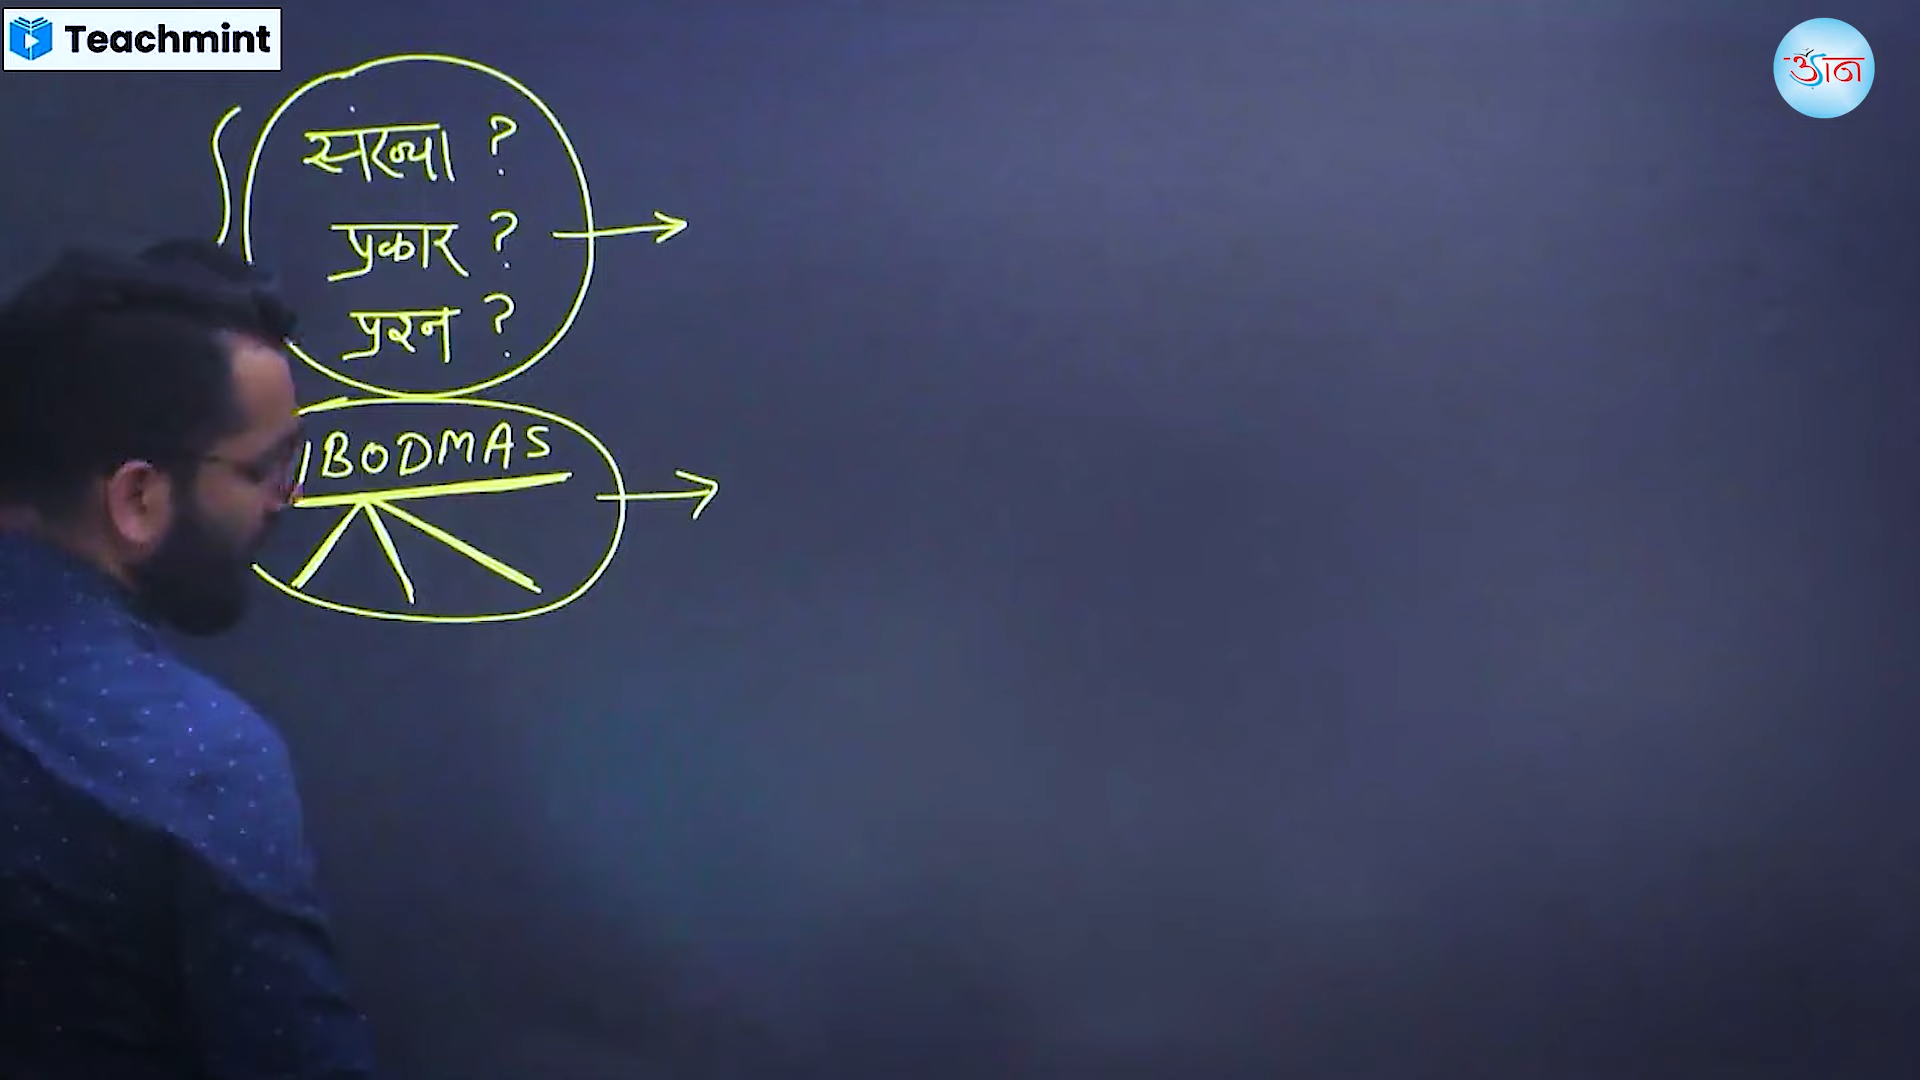 Teachmint
ज्ञान
संख्या ?
प्रकार ?
प्रश्न ?
BODMAS